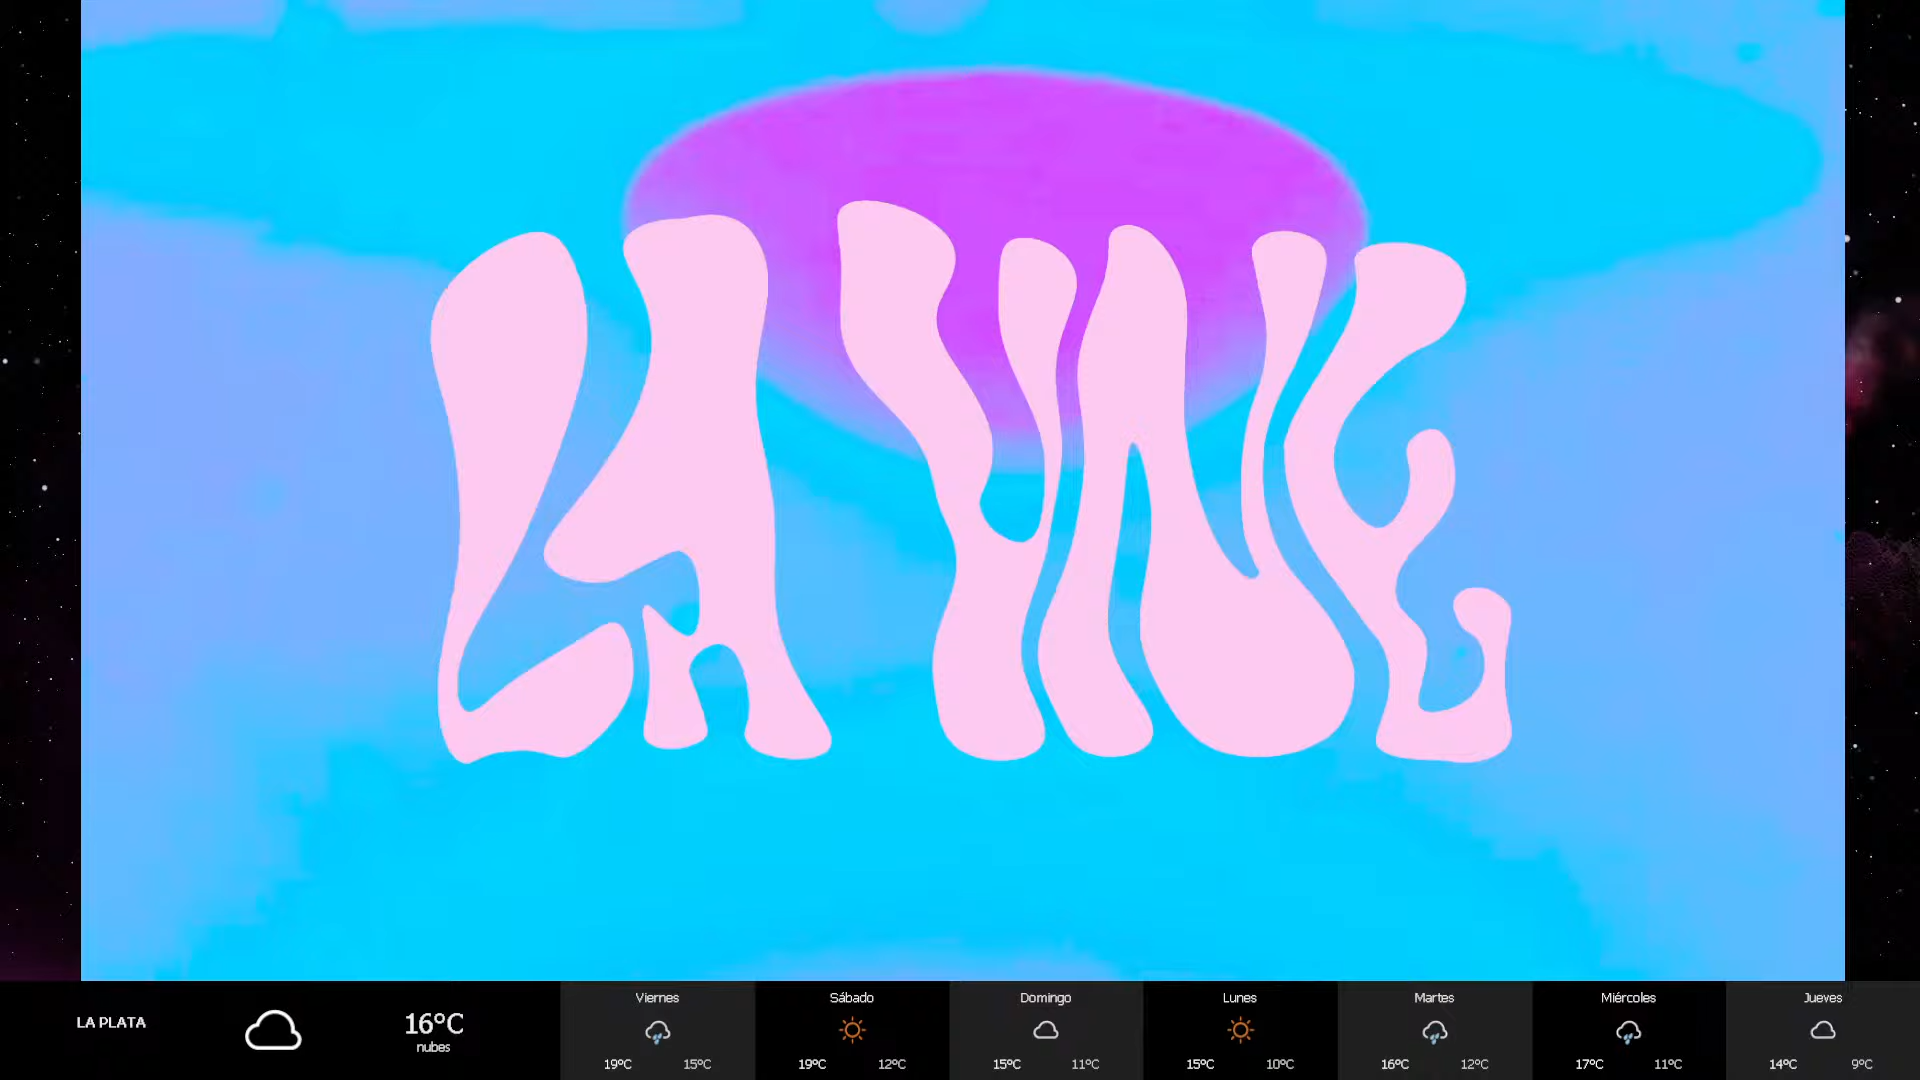 LA YNE
LA PLATA
16°C
nubes
Viernes
19°C 15°C
Sábado
19°C 12°C
Domingo
15°C 11°C
Lunes
15°C 10°C
Martes
16°C 12°C
Miércoles
17°C 11°C
Jueves
14°C 9°C